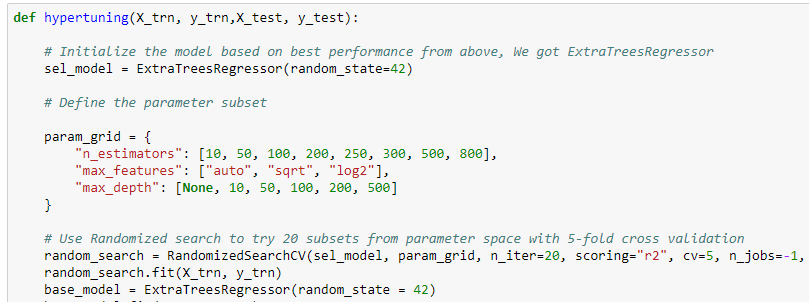 def hypertuning(X_trn, y_trn,X_test, y_test):
# Initialize the model based on best performance from above, We got ExtraTreesRegressor
sel_model = ExtraTreesRegressor(random_state=42)
# Define the parameter subset
param_grid = {
"n_estimators": [10, 50, 100, 200, 250, 300, 500, 800],
"max_features": ["auto", "sqrt", "log2"],
"max_depth": [None, 10, 50, 100, 200, 500]
}
# Use Randomized search to try 20 subsets from parameter space with 5-fold cross validation
random_search = RandomizedSearchCV(sel_model, param_grid, n_iter=20, scoring="r2", cv=5, n_jobs=-1,
random_search.fit(X_trn, y_trn)
base_model = ExtraTreesRegressor(random_state = 42)